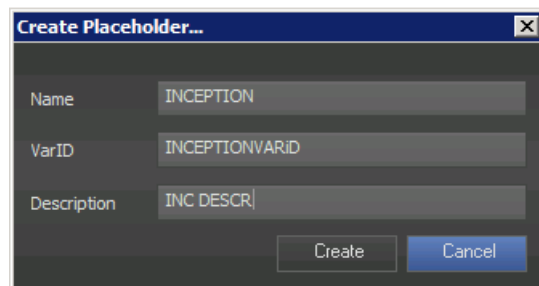 Create Placeholder...
Name INCEPTION
VarID INCEPTIONVARiD
Description INC DESCR
Create Cancel